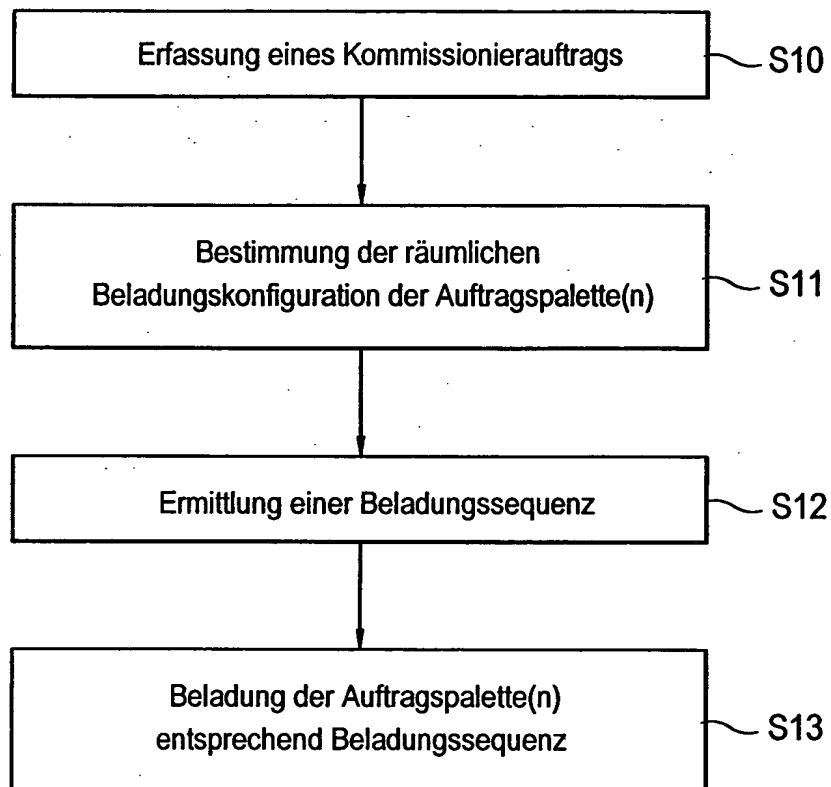 Erfassung eines Kommissionierauftrags
S10
Bestimmung der räumlichen
Beladungskonfiguration der Auftragspalette(n)
S11
Ermittlung einer Beladungssequenz
S12
Beladung der Auftragspalette(n)
entsprechend Beladungssequenz
S13